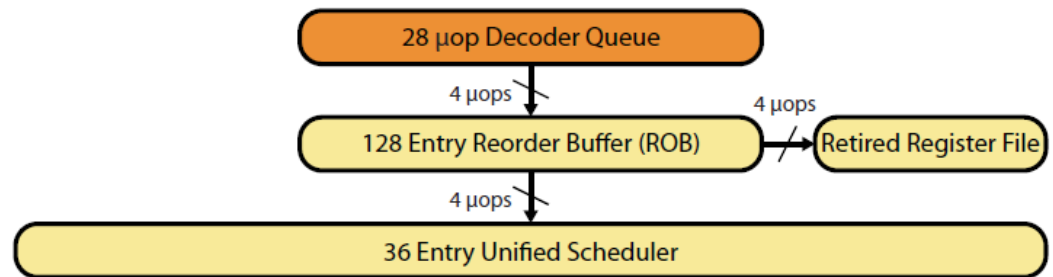 28 μop Decoder Queue
4 μops
4 μops
128 Entry Reorder Buffer (ROB)
Retired Register File
4 μops
36 Entry Unified Scheduler